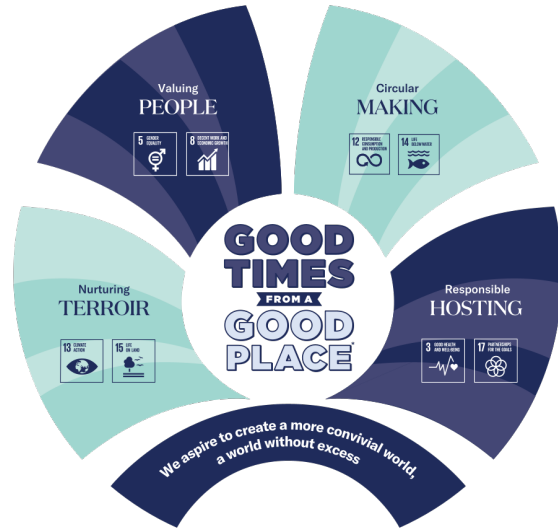 Valuing
PEOPLE
5 GENDER
EQUALITY
8 DECENT WORK AND
ECONOMIC GROWTH
Circular
MAKING
12 RESPONSIBLE
CONSUMPTION
AND PRODUCTION
14 LIFE
BELOW WATER
Nurturing
TERROIR
13 CLIMATE
ACTION
15 LIFE
ON LAND
GOOD
TIMES
FROM A
GOOD
PLACE
Responsible
HOSTING
3 GOOD HEALTH
AND WELL-BEING
17 PARTNERSHIPS
FOR THE GOALS
We aspire to create a more convivial world,
a world without excess